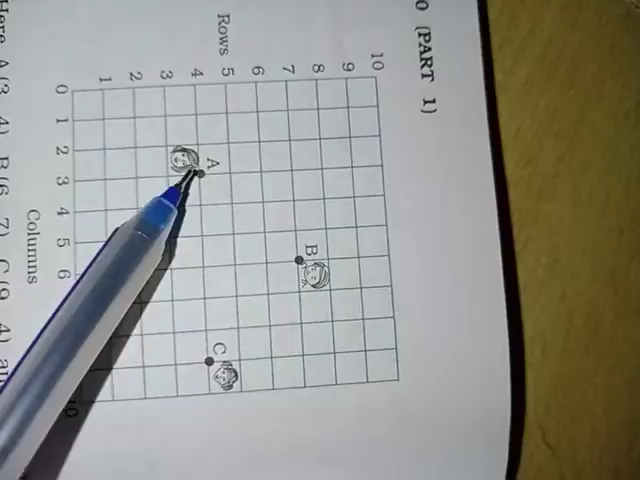 0 (PART 1)
10
9
8
7
6
Rows 5
4
3
2
1
0 1 2 3 4 5 6
A
B
C
Columns
Here A (3, 4), B (6, 7), C (9, 4)